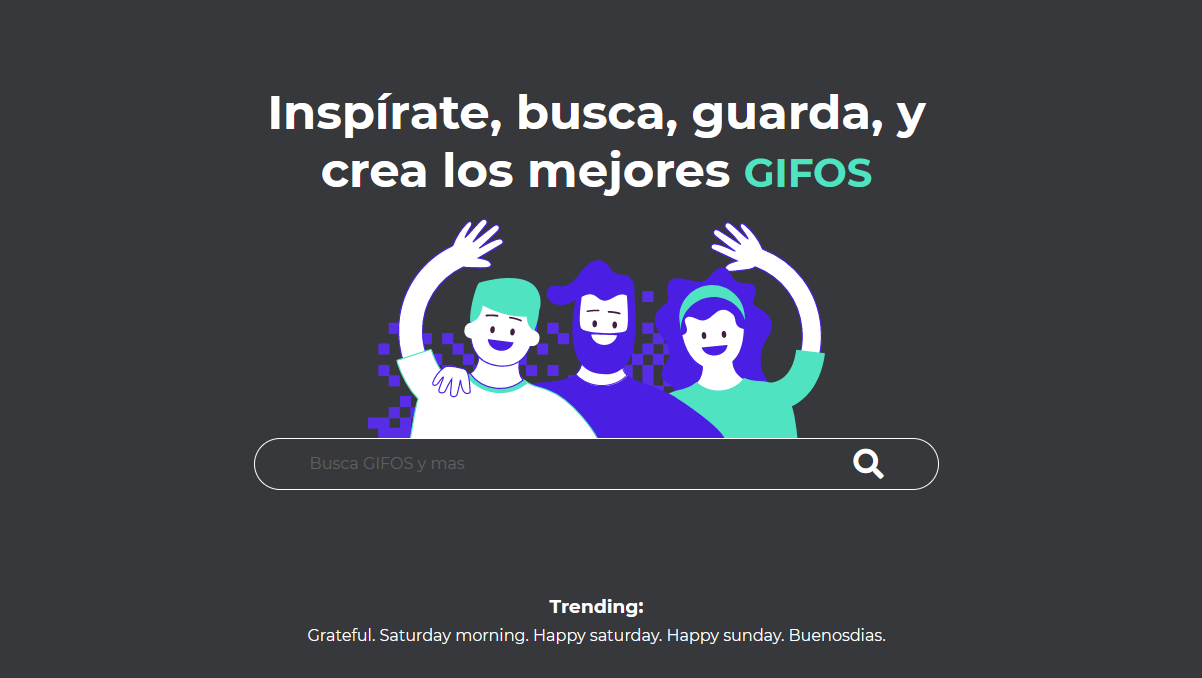 Inspírate, busca, guarda, y
crea los mejores GIFOS
Busca GIFOS y mas
Trending:
Grateful. Saturday morning. Happy saturday. Happy sunday. Buenosdias.